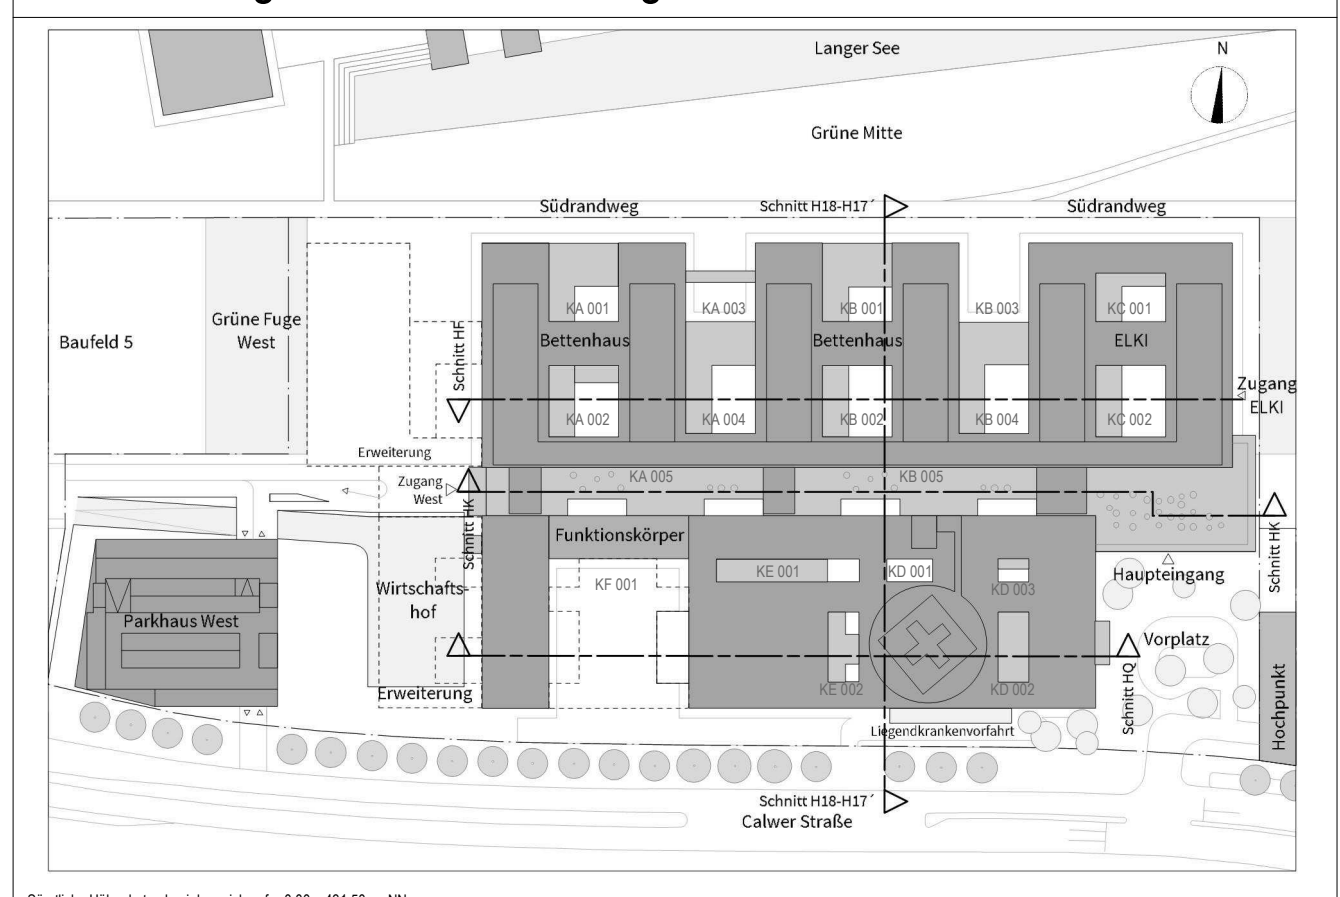 Langer See
N
Grüne Mitte
Südrandweg
Schnitt H18-H17´
Südrandweg
Grüne Fuge
West
Baufeld 5
Schnitt HF
KA 001
KA 003
KB 001
KB 003
KC 001
Bettenhaus
Bettenhaus
ELKI
Zugang
ELKI
KA 002
KA 004
KB 002
KB 004
KC 002
Erweiterung
Zugang
West
KA 005
KB 005
Schnitt HK
Schnitt HK
Funktionskörper
KE 001
KD 001
KD 003
KF 001
Haupteingang
Wirtschafts-
hof
Parkhaus West
Vorplatz
KE 002
KD 002
Schnitt HQ
Erweiterung
Hochpunkt
Liegendkrankenvorfahrt
Schnitt H18-H17´
Calwer Straße